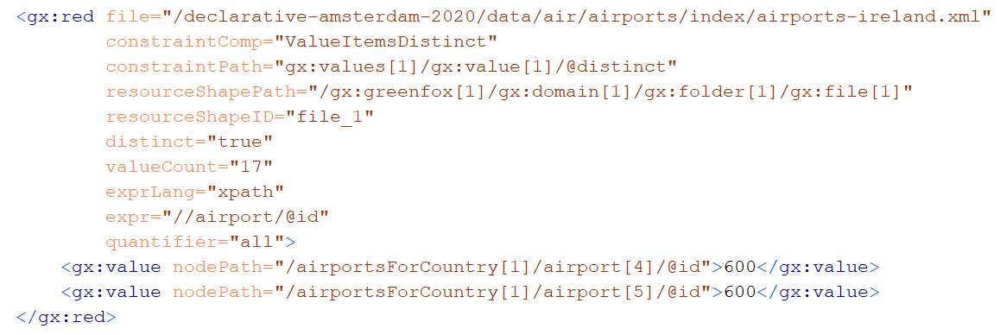 <gx:red file="/declarative-amsterdam-2020/data/air/airports/index/airports-ireland.xml"
constraintComp="ValueItemsDistinct"
constraintPath="gx:values[1]/gx:value[1]/@distinct"
resourceShapePath="/gx:greenfox[1]/gx:domain[1]/gx:folder[1]/gx:file[1]"
resourceShapeID="file_1"
distinct="true"
valueCount="17"
exprLang="xpath"
expr="//airport/@id"
quantifier="all">
<gx:value nodePath="/airportsForCountry[1]/airport[4]/@id">600</gx:value>
<gx:value nodePath="/airportsForCountry[1]/airport[5]/@id">600</gx:value>
</gx:red>